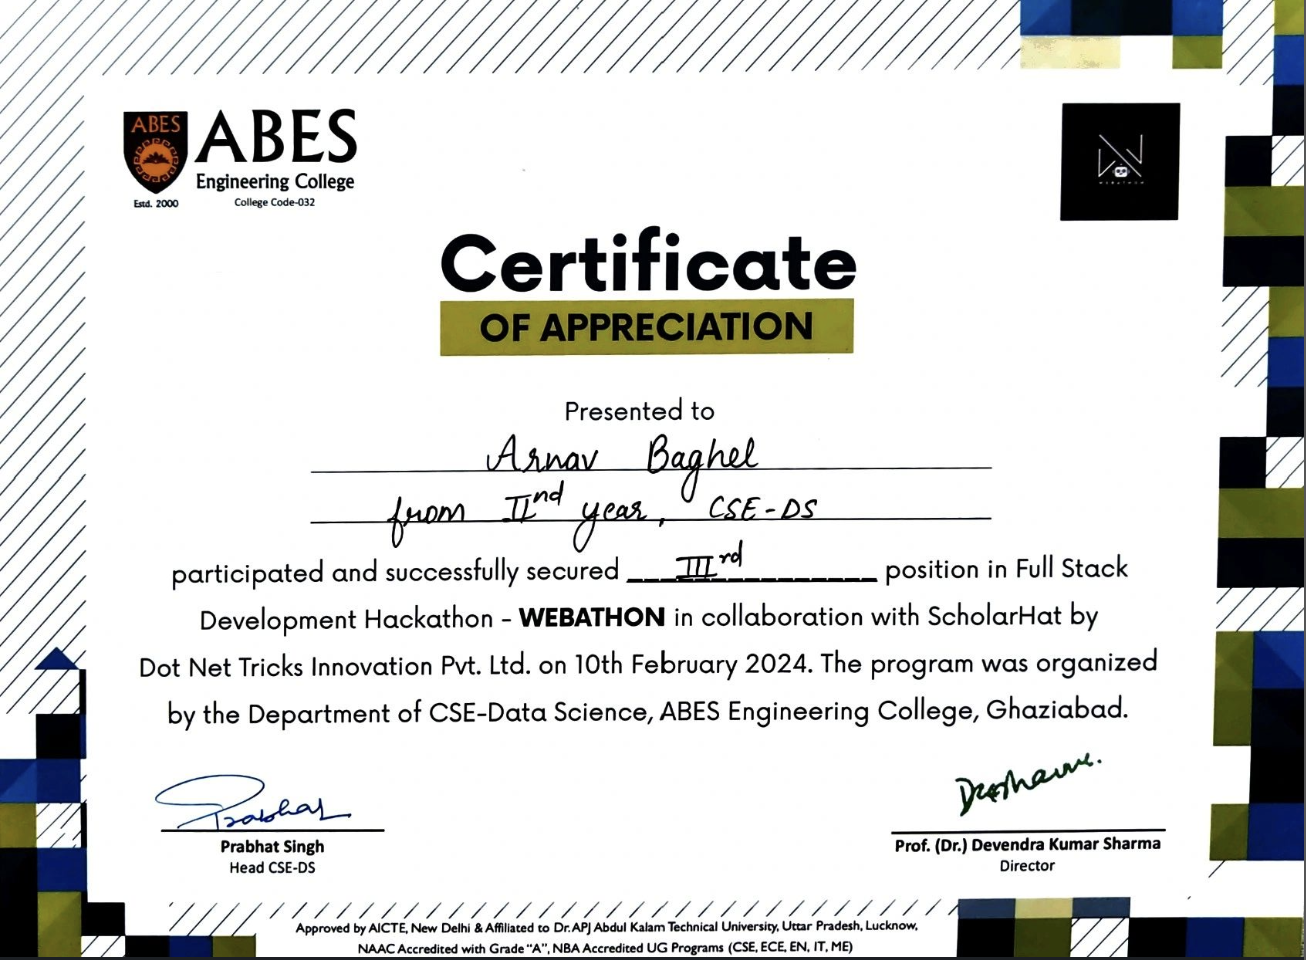 ABES
ABES
Engineering College
Estd. 2000
College Code-032
WEBATHON
Certificate
OF APPRECIATION
Presented to
Arnav Baghel
from IInd year, CSE-DS
participated and successfully secured IIIrd position in Full Stack
Development Hackathon - WEBATHON in collaboration with ScholarHat by
Dot Net Tricks Innovation Pvt. Ltd. on 10th February 2024. The program was organized
by the Department of CSE-Data Science, ABES Engineering College, Ghaziabad.
Prabhat
Prabhat Singh
Head CSE-DS
Prof. (Dr.) Devendra Kumar Sharma
Director
Approved by AICTE, New Delhi & Affiliated to Dr.APJ Abdul Kalam Technical University, Uttar Pradesh, Lucknow,
NAAC Accredited with Grade "A", NBA Accredited UG Programs (CSE, ECE, EN, IT, ME)